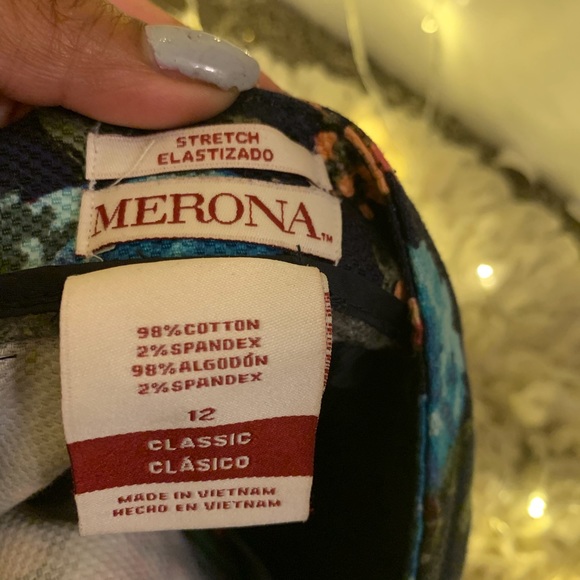 STRETCH
ELASTIZADO
MERONA™
98% COTTON
2% SPANDEX
98% ALGODÓN
2% SPANDEX
12
CLASSIC
CLÁSICO
MADE IN VIETNAM
HECHO EN VIETNAM